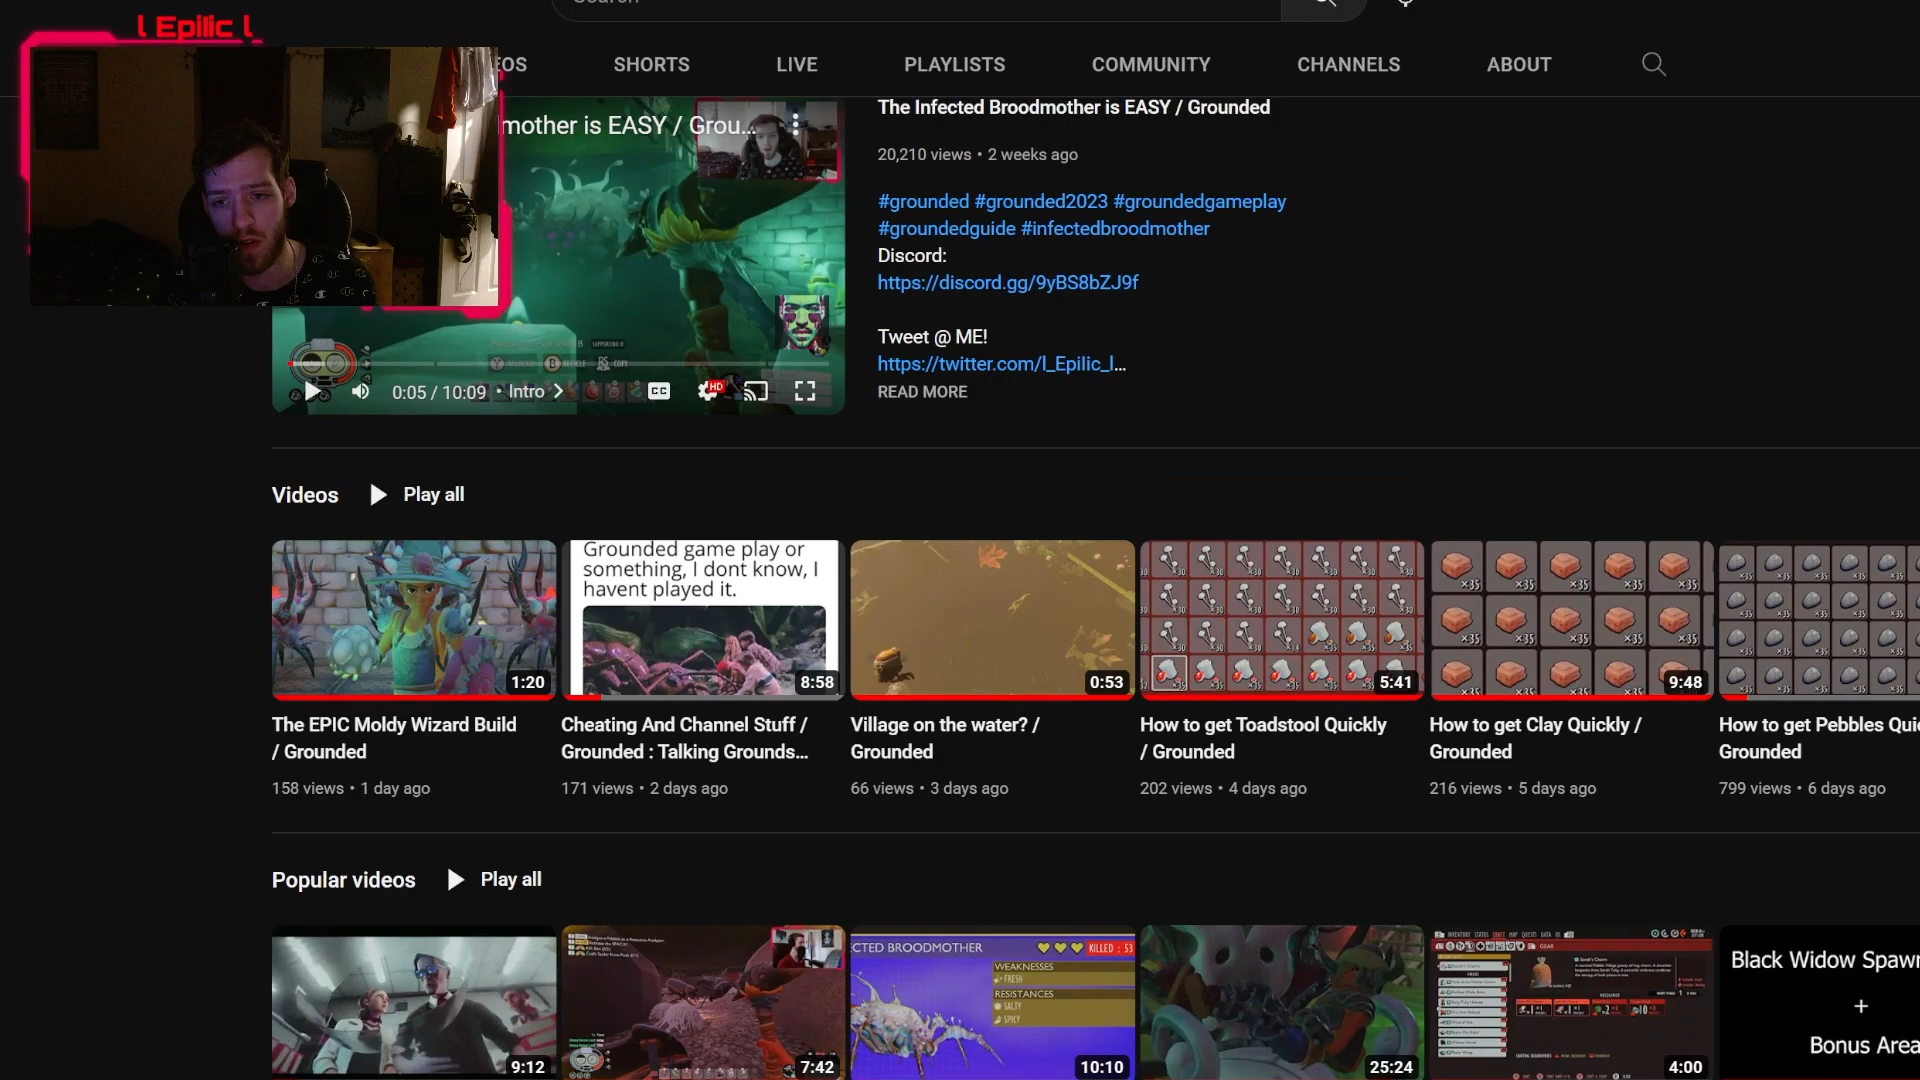 Search
l Epilic l
EOS SHORTS LIVE PLAYLISTS COMMUNITY CHANNELS ABOUT
mother is EASY / Grou...
0:05 / 10:09 • Intro
CC
HD
The Infected Broodmother is EASY / Grounded
20,210 views • 2 weeks ago
#grounded #grounded2023 #groundedgameplay
#groundedguide #infectedbroodmother
Discord:
https://discord.gg/9yBS8bZJ9f
Tweet @ ME!
https://twitter.com/l_Epilic_l...
READ MORE
Videos Play all
Grounded game play or
something, I dont know, I
havent played it.
1:20
8:58
0:53
5:41
9:48
The EPIC Moldy Wizard Build
/ Grounded
158 views • 1 day ago
Cheating And Channel Stuff /
Grounded : Talking Grounds...
171 views • 2 days ago
Village on the water? /
Grounded
66 views • 3 days ago
How to get Toadstool Quickly
/ Grounded
202 views • 4 days ago
How to get Clay Quickly /
Grounded
216 views • 5 days ago
How to get Pebbles Quic
Grounded
799 views • 6 days ago
Popular videos Play all
9:12
7:42
CTED BROODMOTHER
KILLED : 53
WEAKNESSES
FRESH
RESISTANCES
SALTY
SPICY
10:10
25:24
4:00
Black Widow Spawn
+
Bonus Area